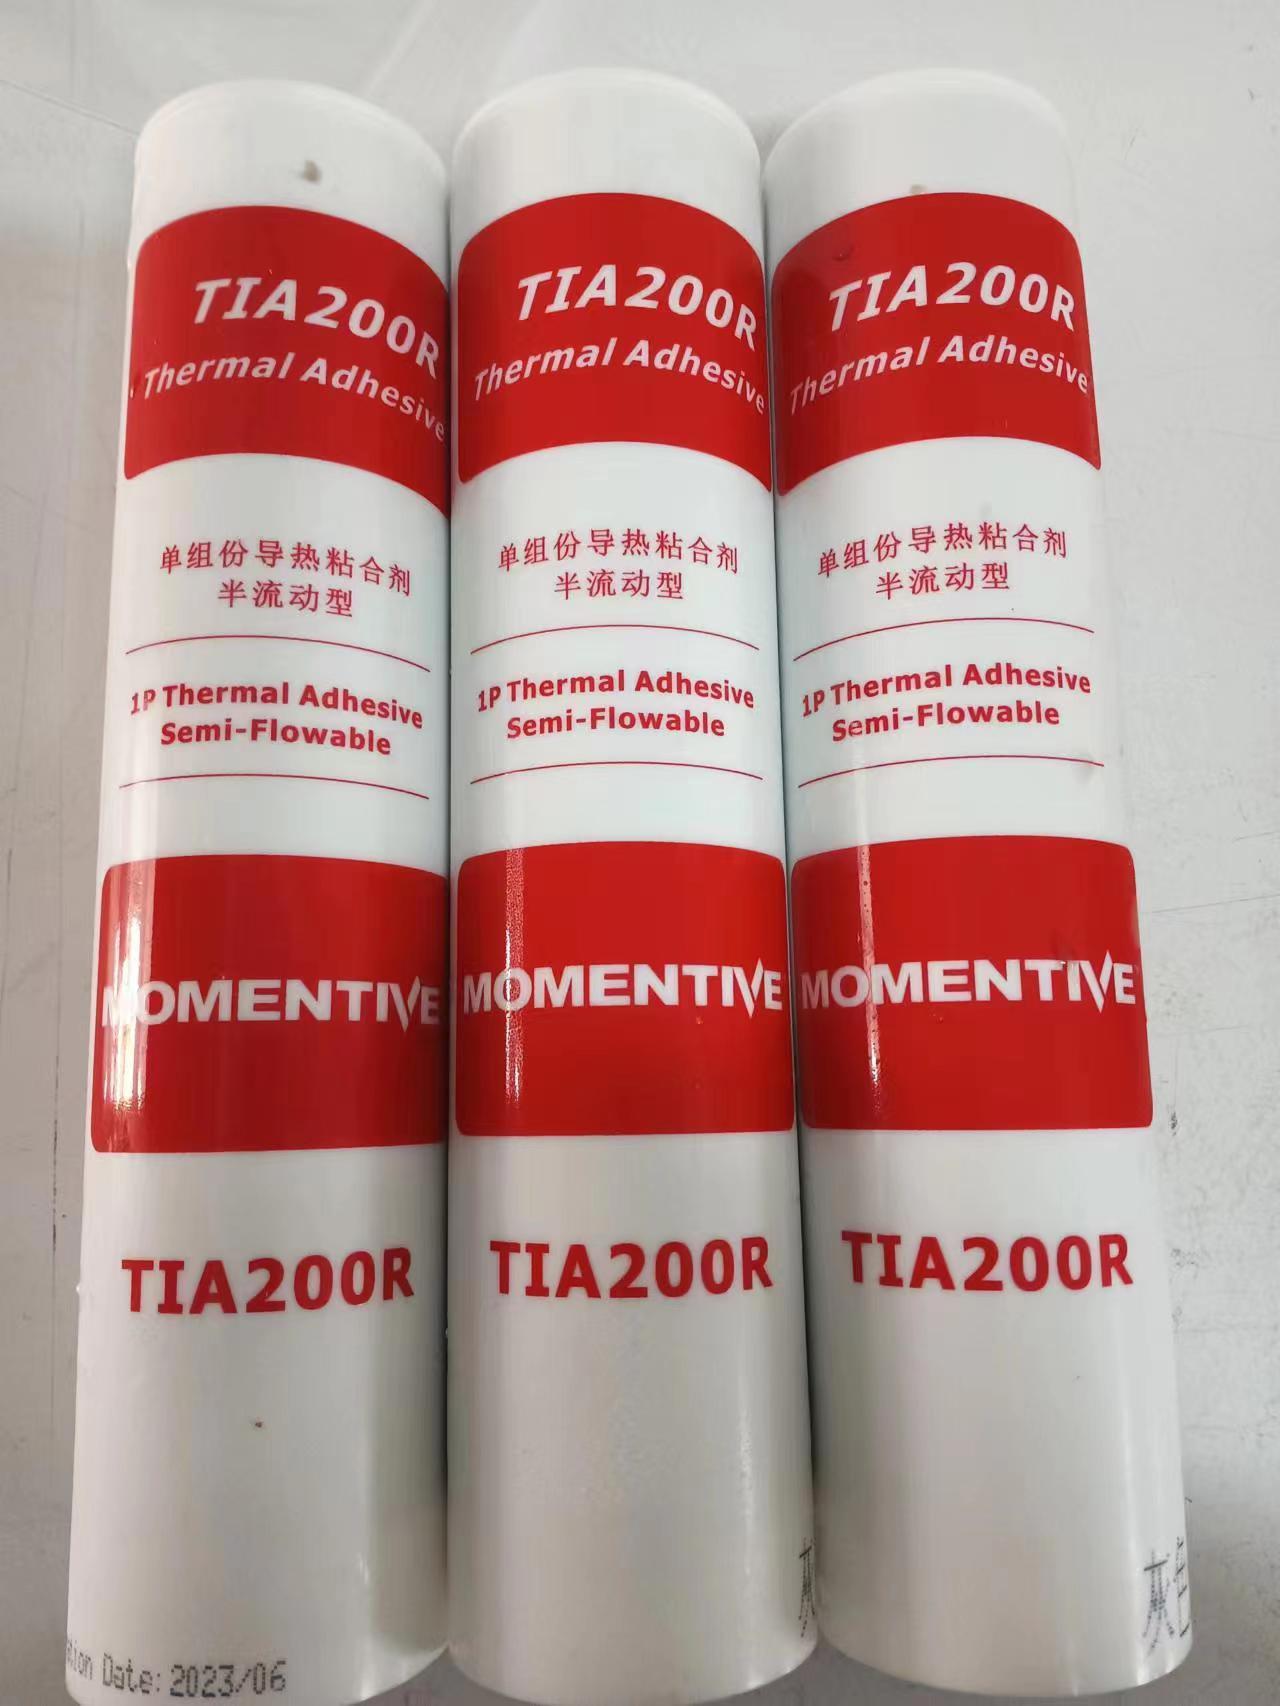 TIA200R
Thermal Adhesive
单组份导热粘合剂
半流动型
1P Thermal Adhesive
Semi-Flowable
MOMENTIVE
TIA200R
Date: 2023/06
TIA200R
Thermal Adhesive
单组份导热粘合剂
半流动型
1P Thermal Adhesive
Semi-Flowable
MOMENTIVE
TIA200R
灰
TIA200R
Thermal Adhesive
单组份导热粘合剂
半流动型
1P Thermal Adhesive
Semi-Flowable
MOMENTIVE
TIA200R
灰色